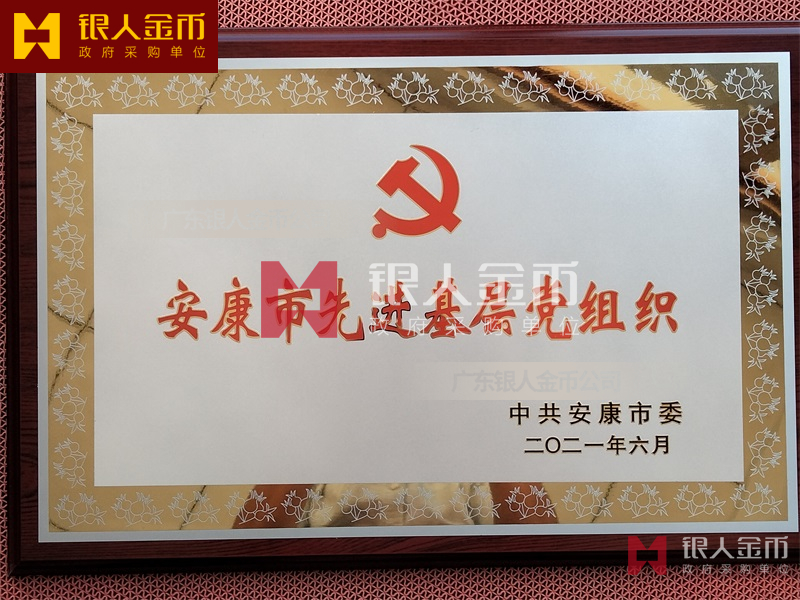 银人金币
政府采购单位
广东银人
银人金币
安康市先进基层党组织
政府采购单位
广东银人金币公司
中共安康市委
二〇二一年六月
银人金币
政府采购单位